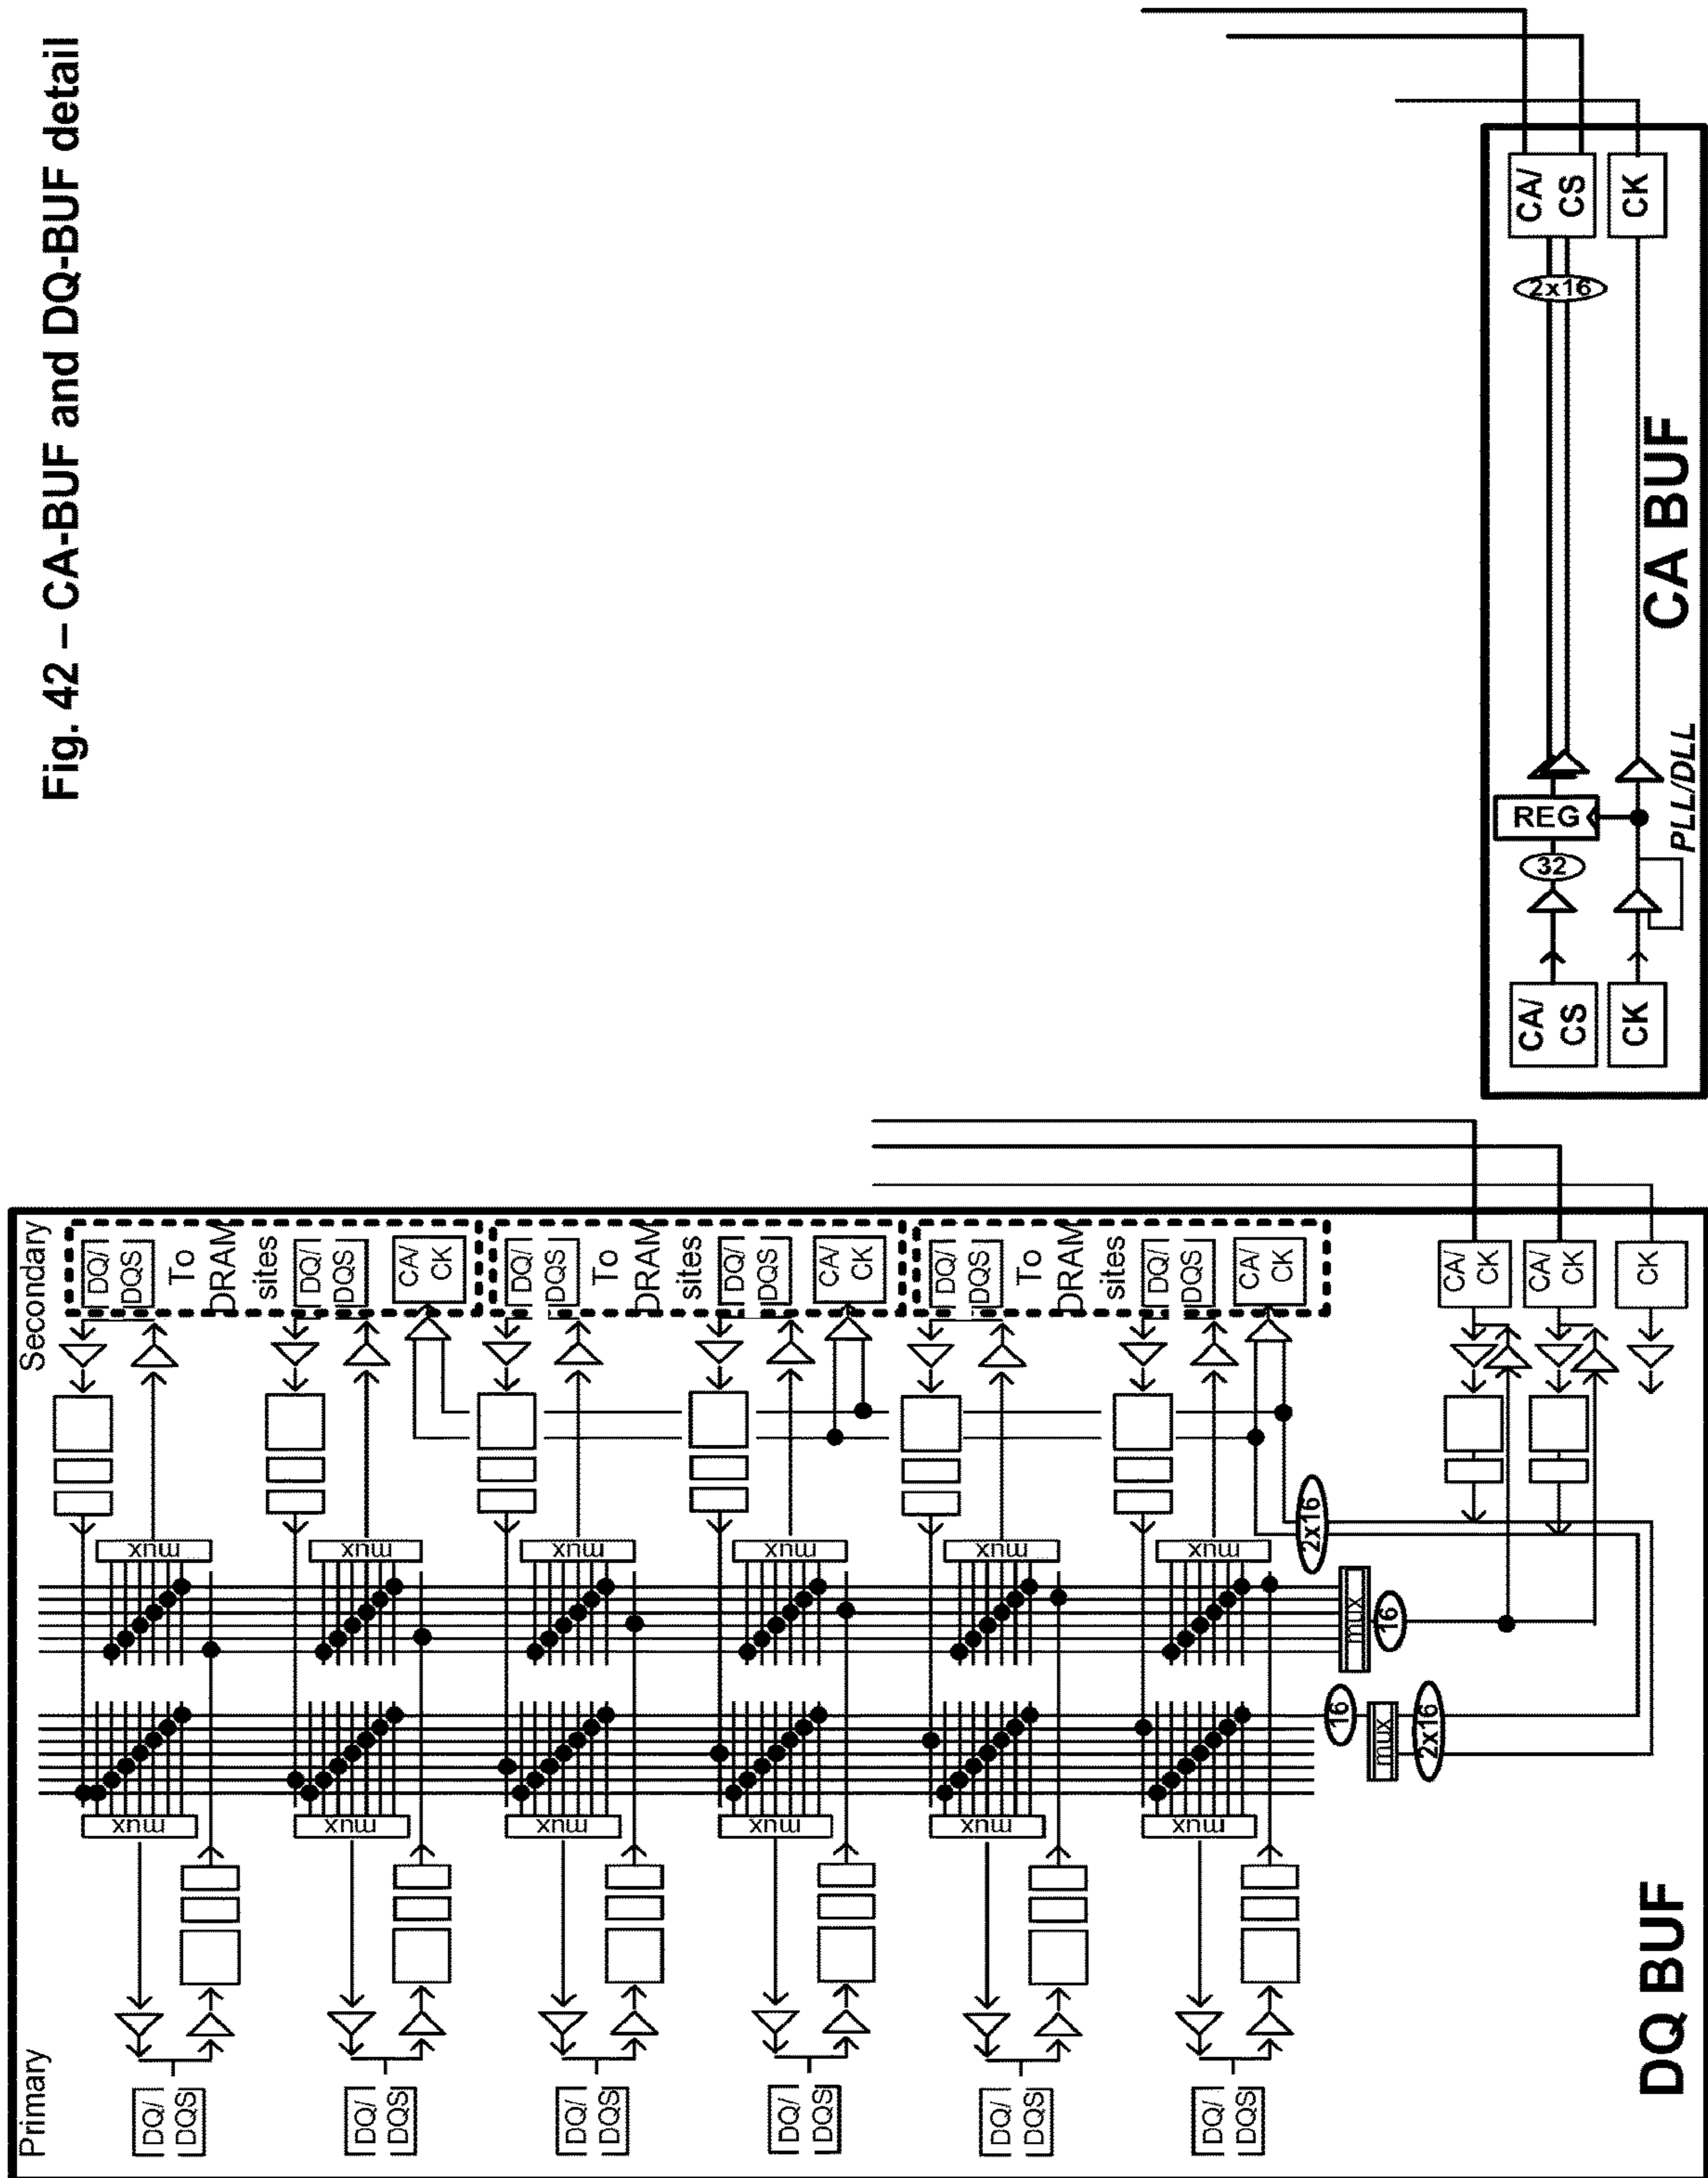 Fig. 42 – CA-BUF and DQ-BUF detail
Primary
Secondary
DQ/
DQS
mux
mux
DQ/
DQS
To
DRAM
sites
DQ/
DQS
mux
mux
DQ/
DQS
CA/
CK
DQ/
DQS
mux
mux
DQ/
DQS
To
DRAM
sites
DQ/
DQS
mux
mux
DQ/
DQS
CA/
CK
DQ/
DQS
mux
mux
DQ/
DQS
To
DRAM
sites
DQ/
DQS
mux
mux
DQ/
DQS
CA/
CK
2x16
16
mux
mux
16
2x16
CA/
CK
CA/
CK
CK
DQ BUF
CA/
CS
32
REG
2x16
CA/
CS
CK
CK
PLL/DLL
CA BUF